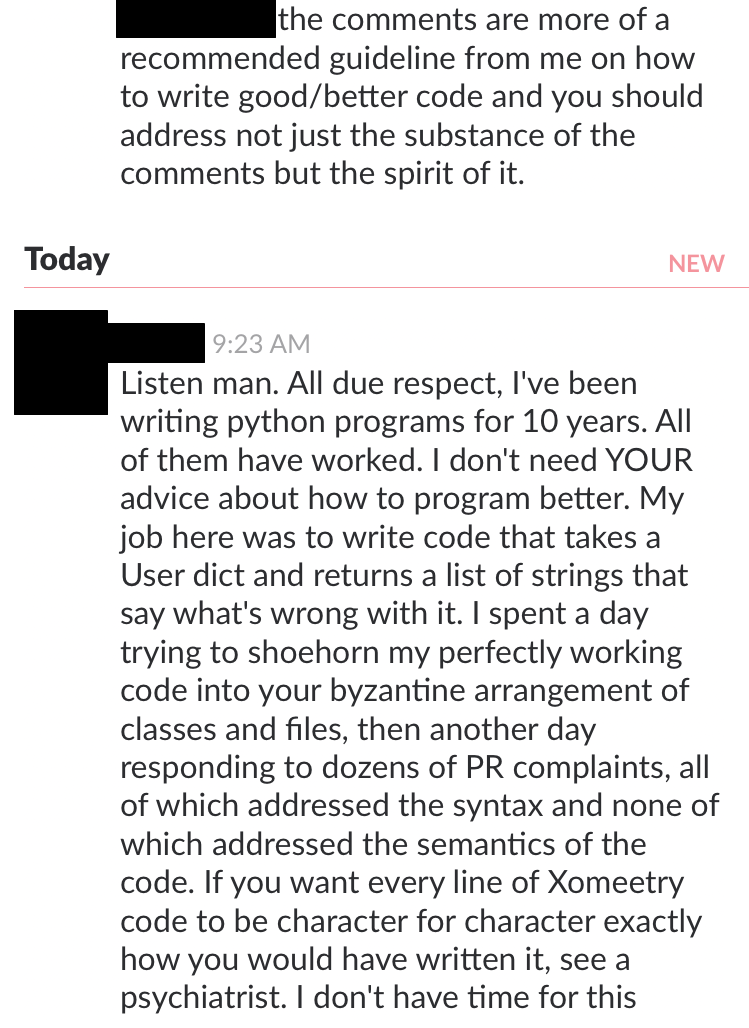 the comments are more of a
recommended guideline from me on how
to write good/better code and you should
address not just the substance of the
comments but the spirit of it.
Today NEW
9:23 AM
Listen man. All due respect, I've been
writing python programs for 10 years. All
of them have worked. I don't need YOUR
advice about how to program better. My
job here was to write code that takes a
User dict and returns a list of strings that
say what's wrong with it. I spent a day
trying to shoehorn my perfectly working
code into your byzantine arrangement of
classes and files, then another day
responding to dozens of PR complaints, all
of which addressed the syntax and none of
which addressed the semantics of the
code. If you want every line of Xomeetry
code to be character for character exactly
how you would have written it, see a
psychiatrist. I don't have time for this